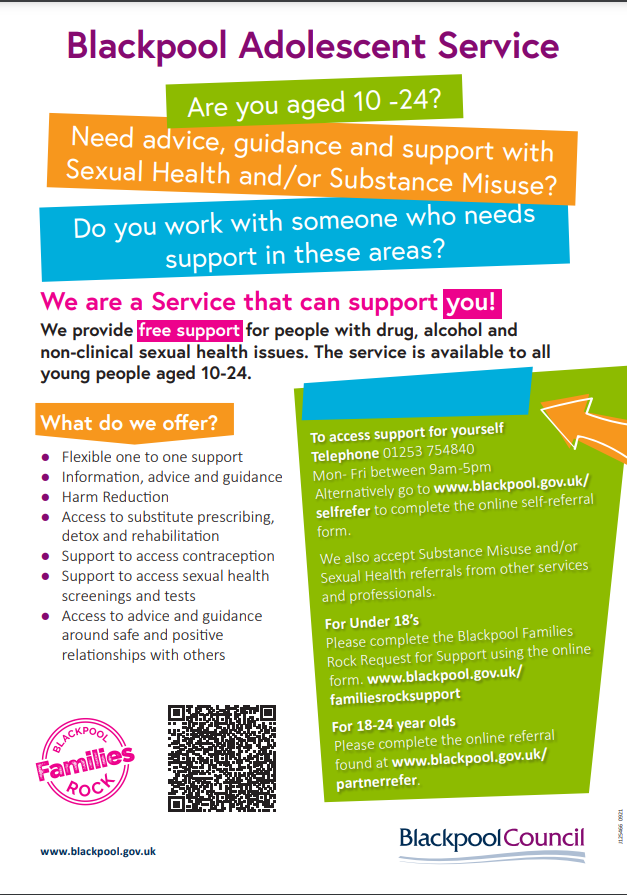 Blackpool Adolescent Service
Are you aged 10 -24?
Need advice, guidance and support with
Sexual Health and/or Substance Misuse?
Do you work with someone who needs
support in these areas?
We are a Service that can support you!
We provide free support for people with drug, alcohol and
non-clinical sexual health issues. The service is available to all
young people aged 10-24.
What do we offer?
● Flexible one to one support
● Information, advice and guidance
● Harm Reduction
● Access to substitute prescribing,
detox and rehabilitation
● Support to access contraception
● Support to access sexual health
screenings and tests
● Access to advice and guidance
around safe and positive
relationships with others
To access support for yourself
Telephone 01253 754840
Mon- Fri between 9am-5pm
Alternatively go to www.blackpool.gov.uk/
selfrefer to complete the online self-referral
form.
We also accept Substance Misuse and/or
Sexual Health referrals from other services
and professionals.
For Under 18's
Please complete the Blackpool Families
Rock Request for Support using the online
form. www.blackpool.gov.uk/
familiesrocksupport
For 18-24 year olds
Please complete the online referral
found at www.blackpool.gov.uk/
partnerrefer.
BLACKPOOL
Families
ROCK
www.blackpool.gov.uk
BlackpoolCouncil
J125466 0921